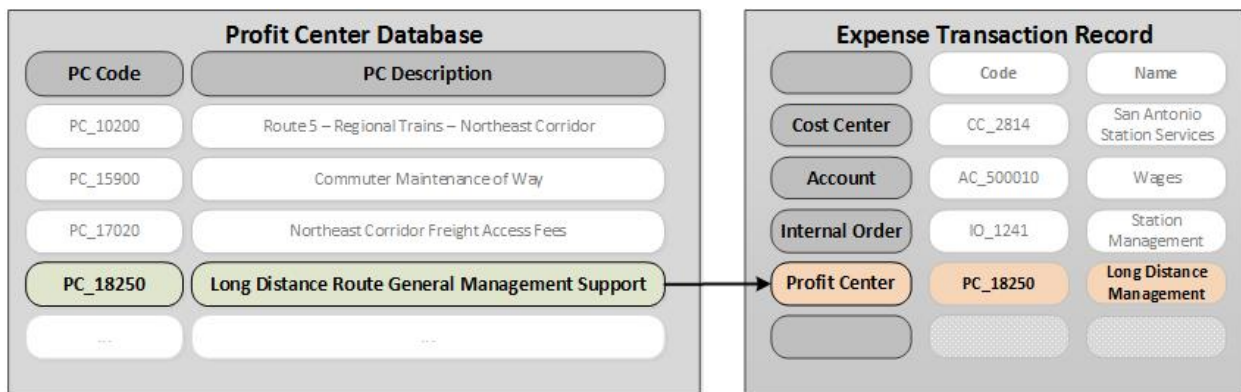 Profit Center Database
PC Code PC Description
PC_10200 Route 5 – Regional Trains – Northeast Corridor
PC_15900 Commuter Maintenance of Way
PC_17020 Northeast Corridor Freight Access Fees
PC_18250 Long Distance Route General Management Support
... ...
Expense Transaction Record
Code Name
Cost Center CC_2814 San Antonio
Station Services
Account AC_500010 Wages
Internal Order IO_1241 Station
Management
Profit Center PC_18250 Long Distance
Management